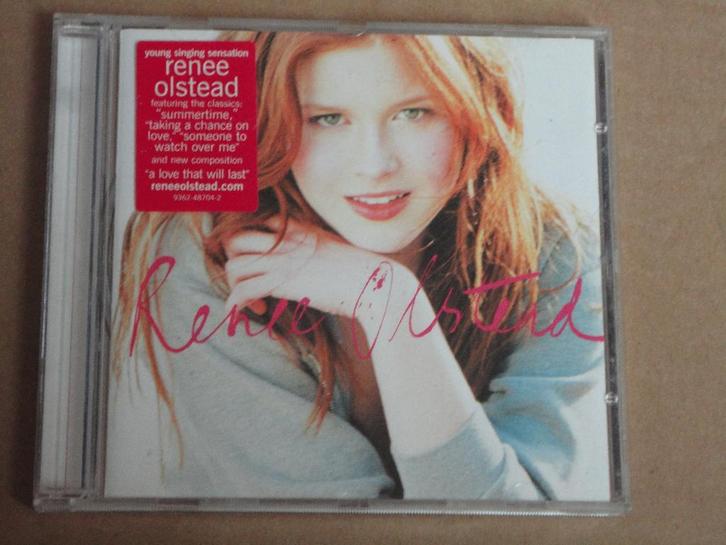 young singing sensation
renee
olstead
featuring the classics:
"summertime,"
"taking a chance on
love," "someone to
watch over me"
and new composition
"a love that will last"
reneeolstead.com
9362-48704-2
Renee Olstead